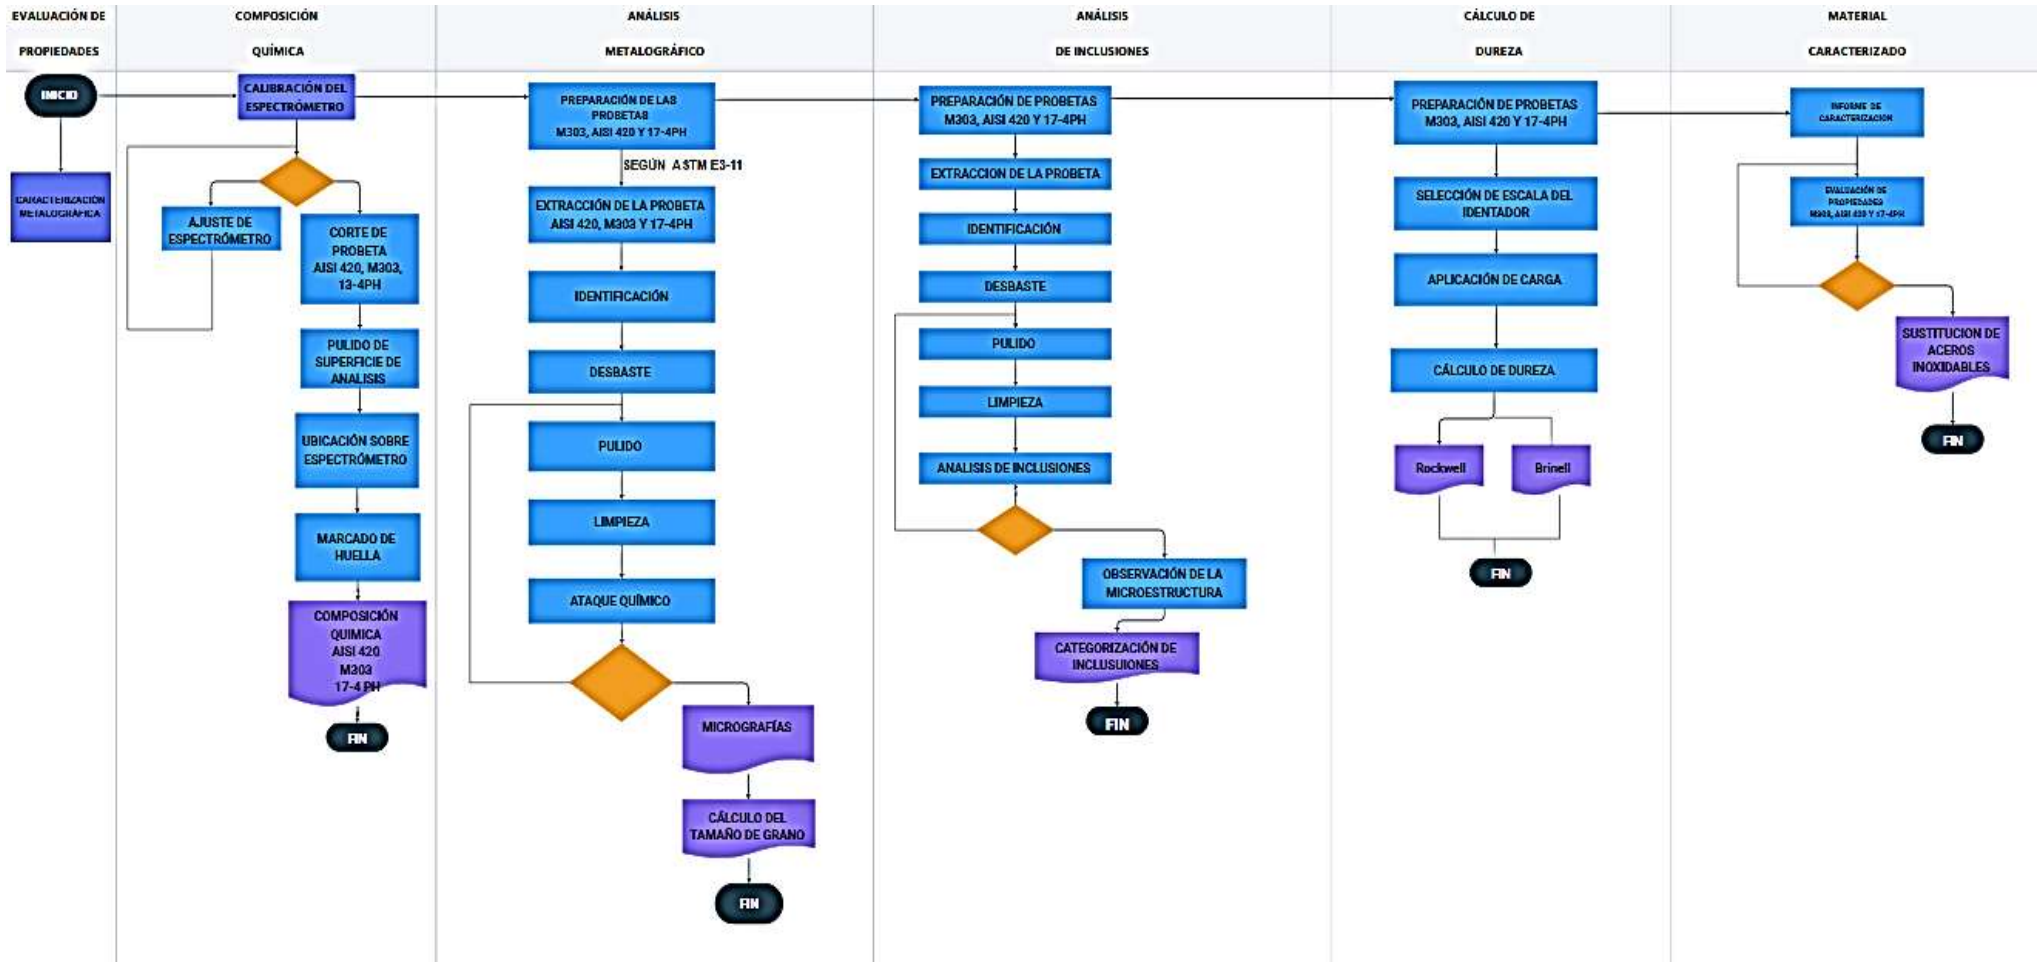 EVALUACIÓN DE
PROPIEDADES
COMPOSICIÓN
QUÍMICA
ANÁLISIS
METALOGRÁFICO
ANÁLISIS
DE INCLUSIONES
CÁLCULO DE
DUREZA
MATERIAL
CARACTERIZADO
INICIO
CARACTERIZACIÓN
METALOGRÁFICA
CALIBRACIÓN DEL
ESPECTRÓMETRO
AJUSTE DE
ESPECTRÓMETRO
CORTE DE
PROBETA
AISI 420, M303,
13-4PH
PULIDO DE
SUPERFICIE DE
ANALISIS
UBICACIÓN SOBRE
ESPECTRÓMETRO
MARCADO DE
HUELLA
COMPOSICIÓN
QUIMICA
AISI 420
M303
17-4 PH
FIN
PREPARACIÓN DE LAS
PROBETAS
M303, AISI 420 Y 17-4PH
SEGÚN ASTM E3-11
EXTRACCIÓN DE LA PROBETA
AISI 420, M303 Y 17-4PH
IDENTIFICACIÓN
DESBASTE
PULIDO
LIMPIEZA
ATAQUE QUÍMICO
MICROGRAFÍAS
CÁLCULO DEL
TAMAÑO DE GRANO
FIN
PREPARACIÓN DE PROBETAS
M303, AISI 420 Y 17-4PH
EXTRACCION DE LA PROBETA
IDENTIFICACIÓN
DESBASTE
PULIDO
LIMPIEZA
ANALISIS DE INCLUSIONES
OBSERVACIÓN DE LA
MICROESTRUCTURA
CATEGORIZACIÓN DE
INCLUSUIONES
FIN
PREPARACIÓN DE PROBETAS
M303, AISI 420 Y 17-4PH
SELECCIÓN DE ESCALA DEL
IDENTADOR
APLICACIÓN DE CARGA
CÁLCULO DE DUREZA
Rockwell
Brinell
FIN
INFORME DE
CARACTERIZACIÓN
EVALUACIÓN DE
PROPIEDADES
M303, AISI 420 Y 17-4PH
SUSTITUCION DE
ACEROS
INOXIDABLES
FIN